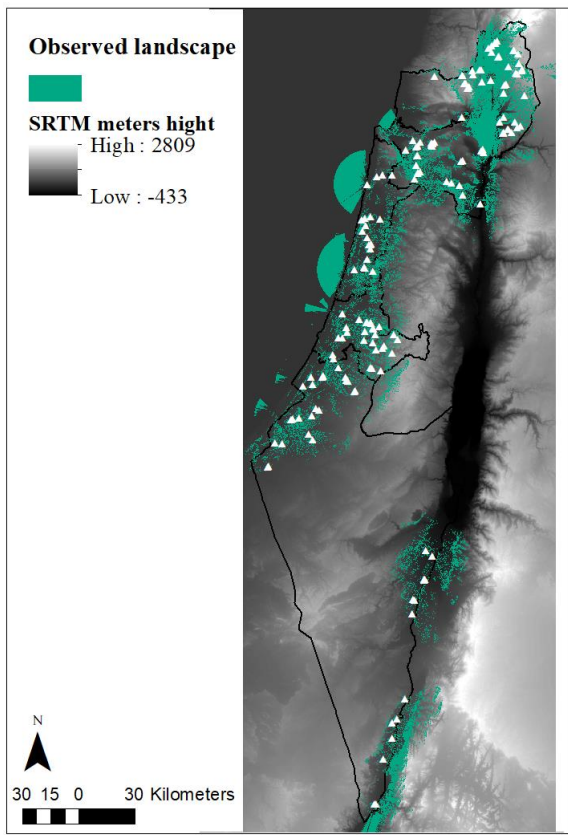 Observed landscape
SRTM meters hight
High : 2809
Low : -433
N
30 15 0 30 Kilometers